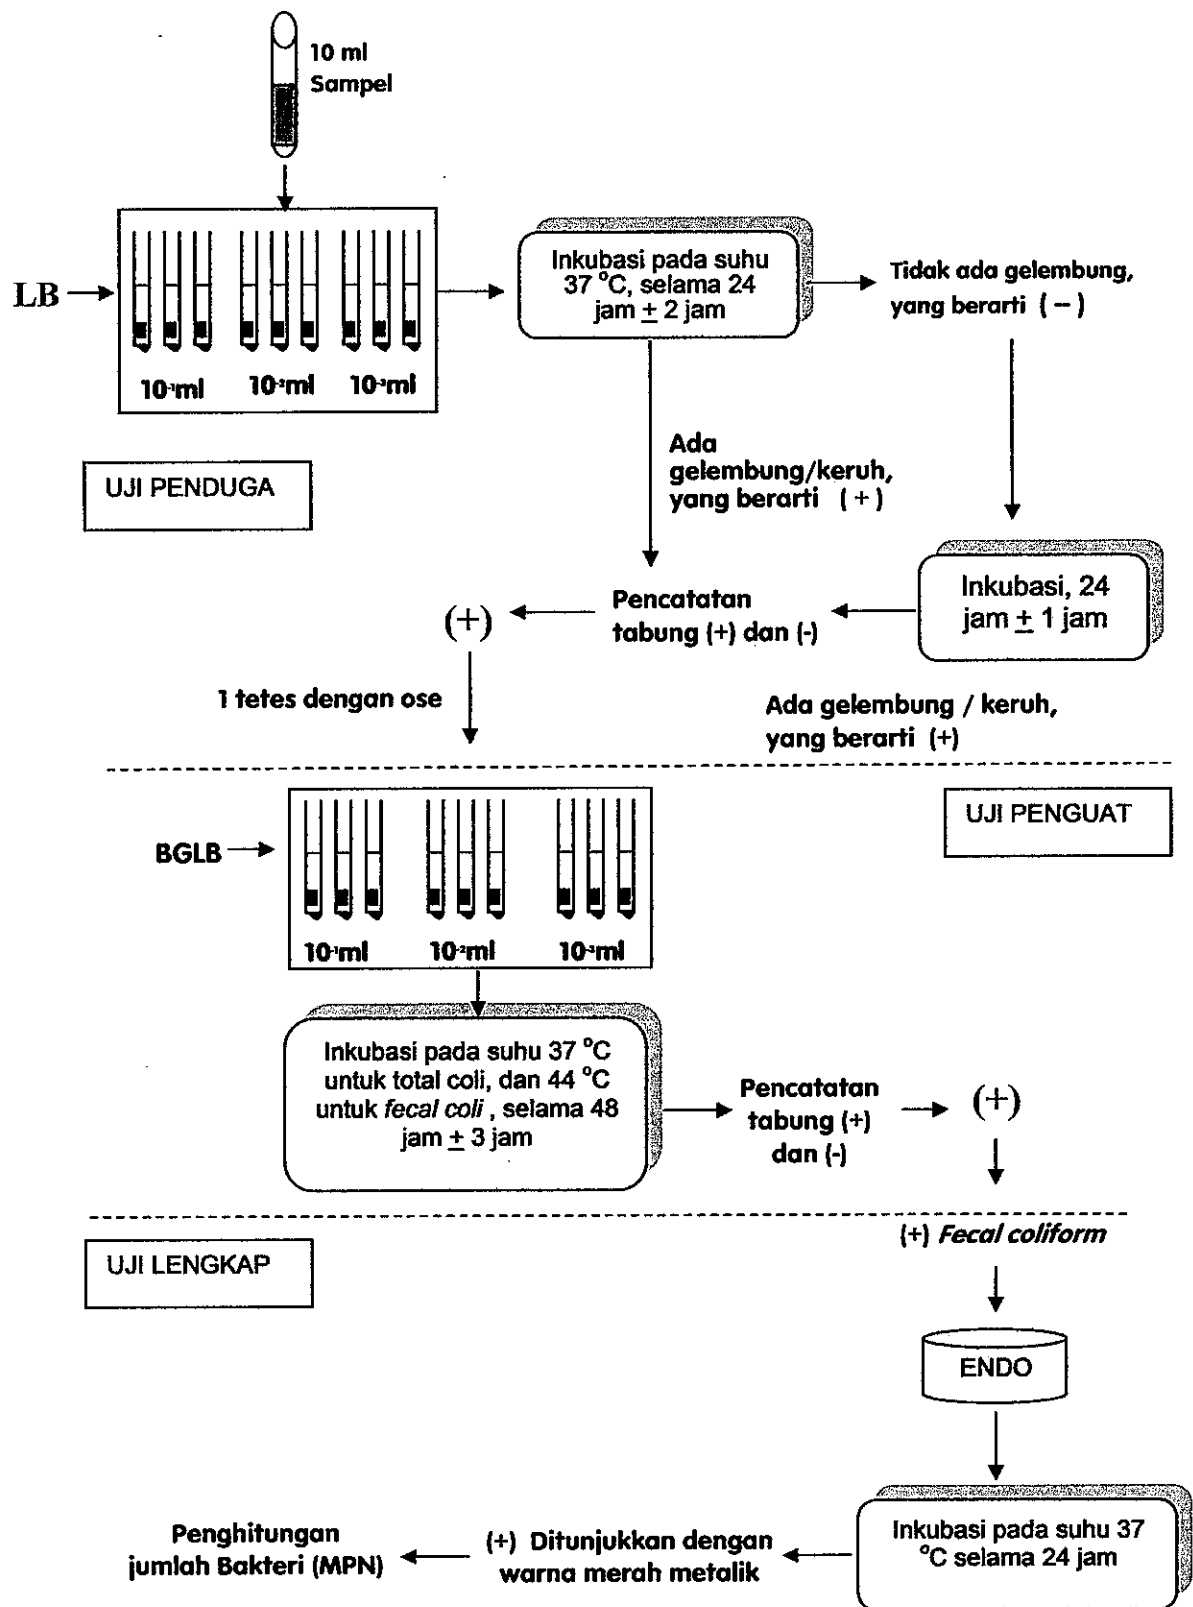 10 ml
Sampel
LB
10⁻¹ml 10⁻²ml 10⁻³ml
Inkubasi pada suhu
37 °C, selama 24
jam ± 2 jam
Tidak ada gelembung,
yang berarti ( − )
UJI PENDUGA
Ada
gelembung/keruh,
yang berarti ( + )
Inkubasi, 24
jam ± 1 jam
Pencatatan
tabung (+) dan (-)
(+)
1 tetes dengan ose
Ada gelembung / keruh,
yang berarti (+)
UJI PENGUAT
BGLB
10⁻¹ml 10⁻²ml 10⁻³ml
Inkubasi pada suhu 37 °C
untuk total coli, dan 44 °C
untuk fecal coli , selama 48
jam ± 3 jam
Pencatatan
tabung (+)
dan (-)
(+)
UJI LENGKAP
(+) Fecal coliform
ENDO
Inkubasi pada suhu 37
°C selama 24 jam
(+) Ditunjukkan dengan
warna merah metalik
Penghitungan
jumlah Bakteri (MPN)